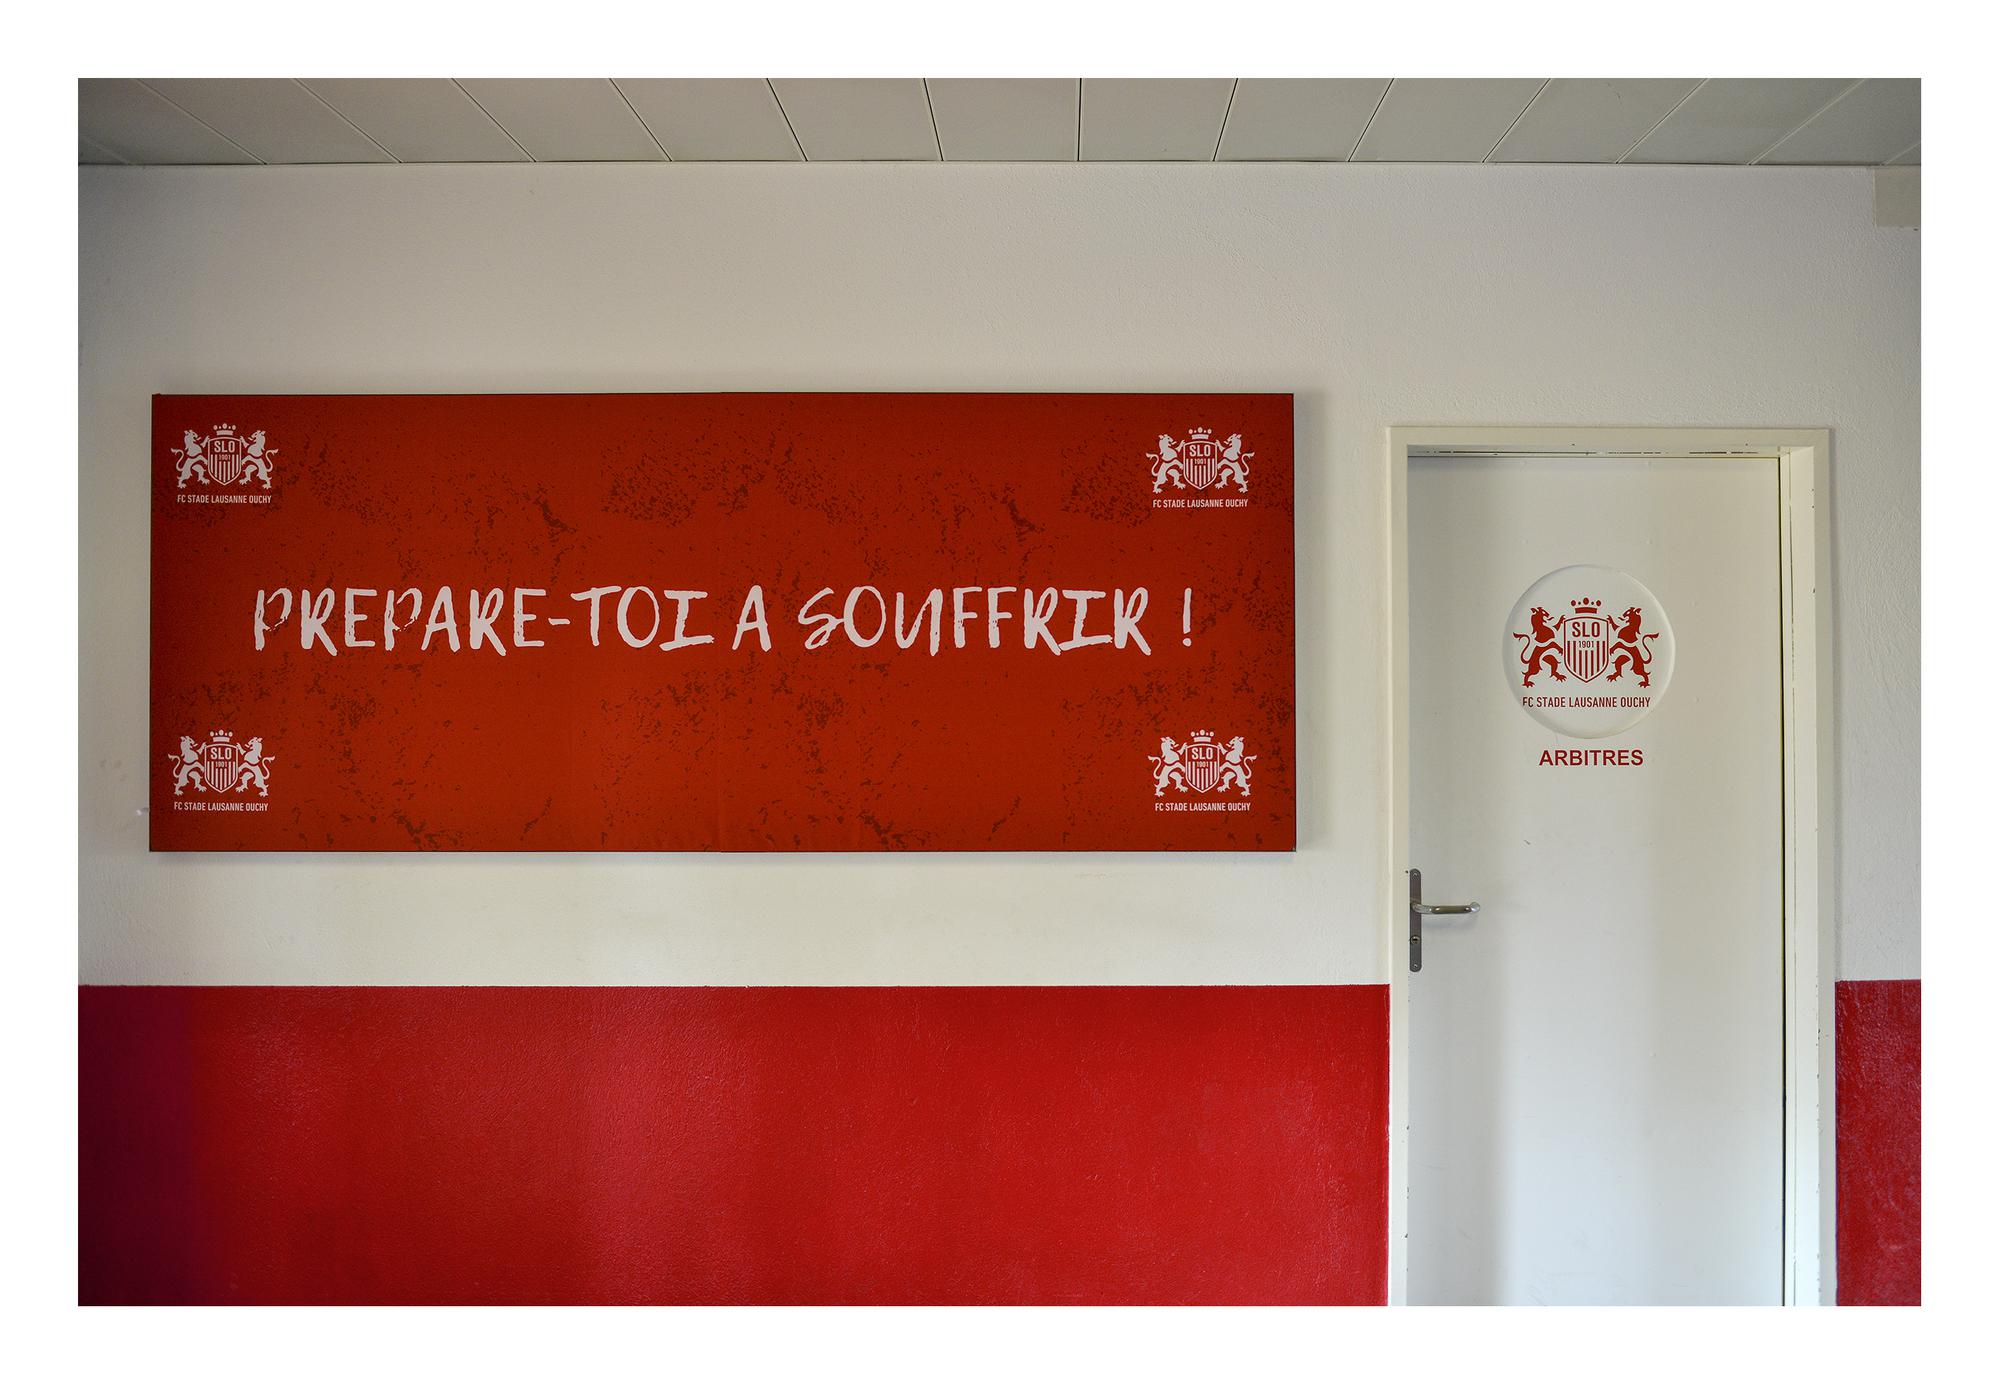 SLO
1901
FC STADE LAUSANNE OUCHY
SLO
1901
FC STADE LAUSANNE OUCHY
PREPARE-TOI A SOUFFRIR !
SLO
1901
FC STADE LAUSANNE OUCHY
SLO
1901
FC STADE LAUSANNE OUCHY
SLO
1901
FC STADE LAUSANNE OUCHY
ARBITRES